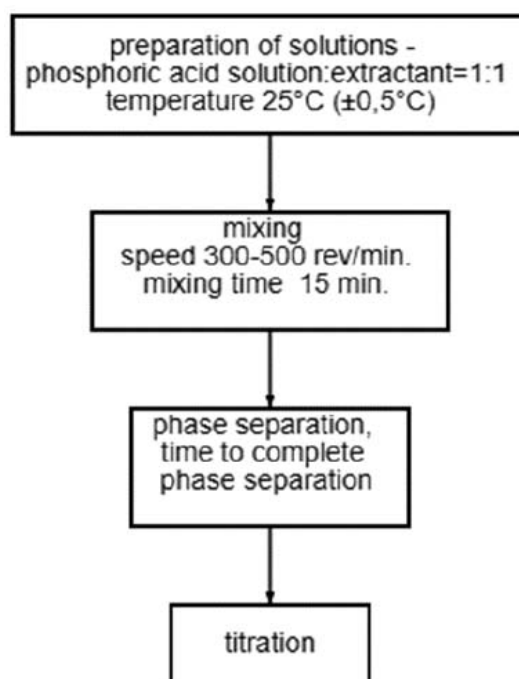 preparation of solutions -
phosphoric acid solution:extractant=1:1
temperature 25°C (±0,5°C)
mixing
speed 300-500 rev/min.
mixing time 15 min.
phase separation,
time to complete
phase separation
titration